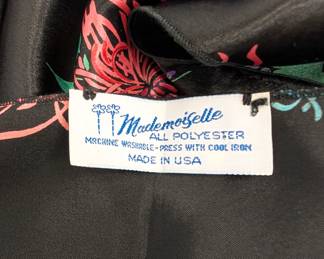 Mademoiselle
ALL POLYESTER
MACHINE WASHABLE-PRESS WITH COOL IRON
MADE IN USA